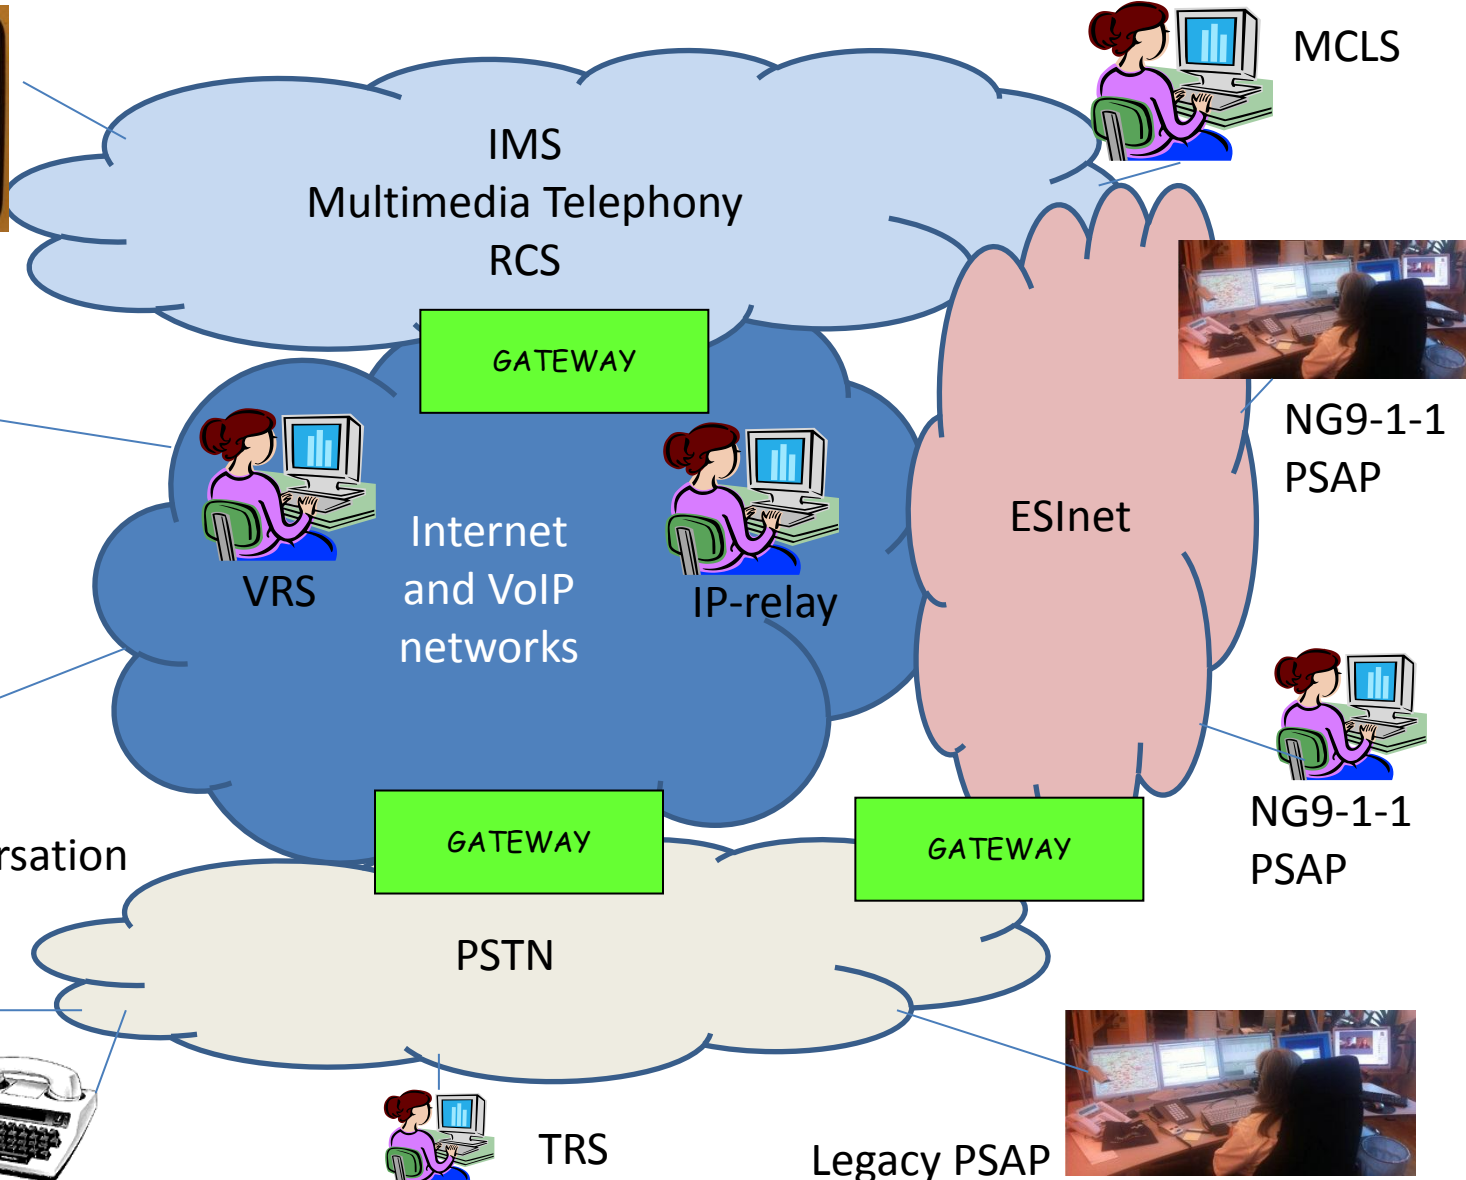 MCLS
IMS
Multimedia Telephony
RCS
GATEWAY
NG9-1-1
PSAP
ESInet
Internet
and VoIP
networks
VRS
IP-relay
NG9-1-1
PSAP
GATEWAY
GATEWAY
rsation
PSTN
TRS
Legacy PSAP